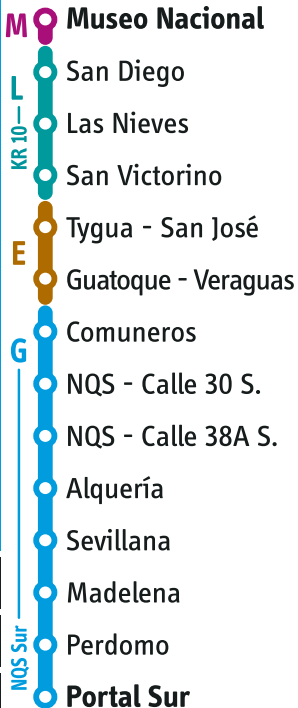 M
Museo Nacional
San Diego
L
KR 10
Las Nieves
San Victorino
Tygua - San José
E
Guatoque - Veraguas
Comuneros
G
NQS - Calle 30 S.
NQS - Calle 38A S.
Alquería
Sevillana
Madelena
NQS Sur
Perdomo
Portal Sur